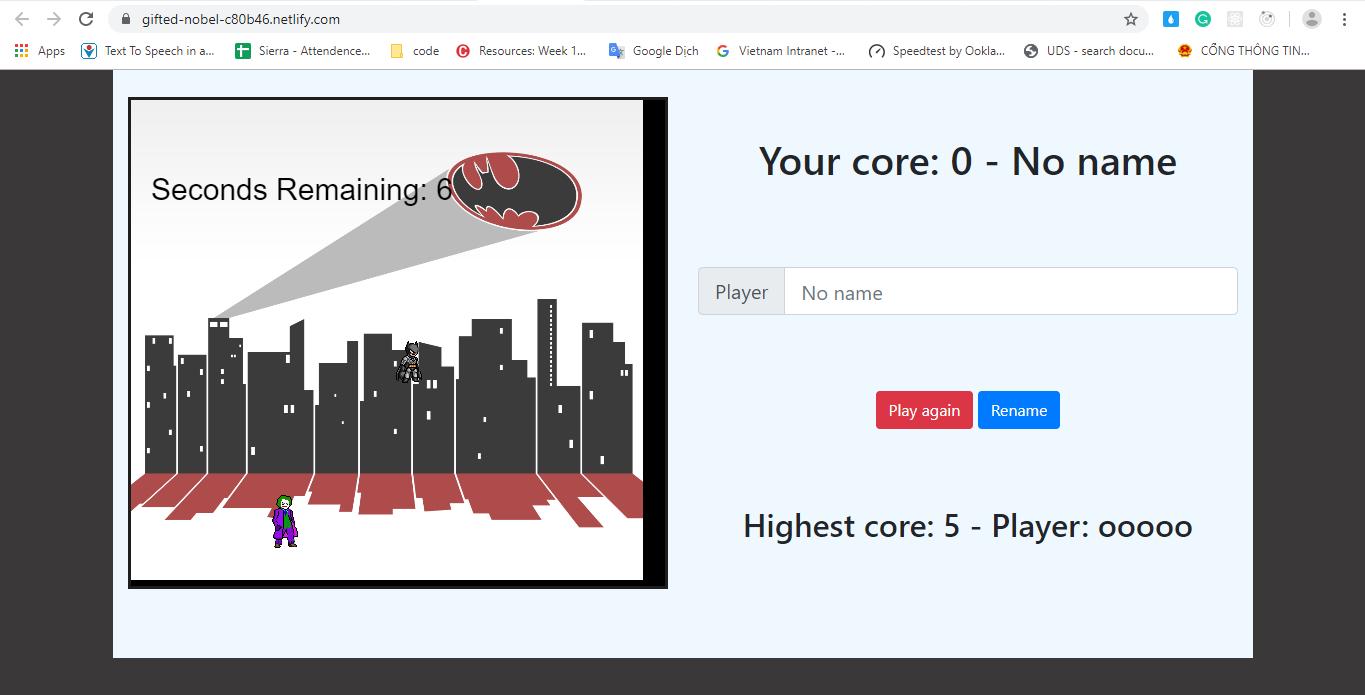 gifted-nobel-c80b46.netlify.com
Apps Text To Speech in a... Sierra - Attendence... code Resources: Week 1... Google Dịch Vietnam Intranet -... Speedtest by Ookla... UDS - search docu... CỔNG THÔNG TIN...
Seconds Remaining: 6
Your core: 0 - No name
Player No name
Play again Rename
Highest core: 5 - Player: ooooo